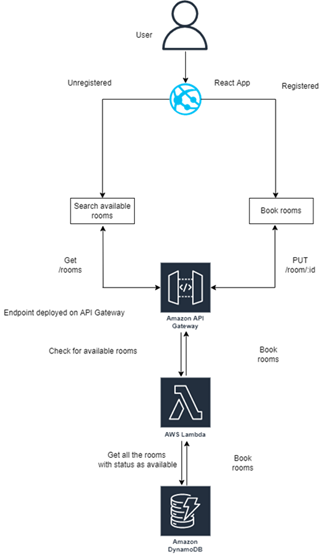 User
Unregistered
React App
Registered
Search available
rooms
Book rooms
Get
/rooms
PUT
/room/:id
Endpoint deployed on API Gateway
Amazon API
Gateway
Check for available rooms
Book
rooms
AWS Lambda
Get all the rooms
with status as available
Book
rooms
Amazon
DynamoDB